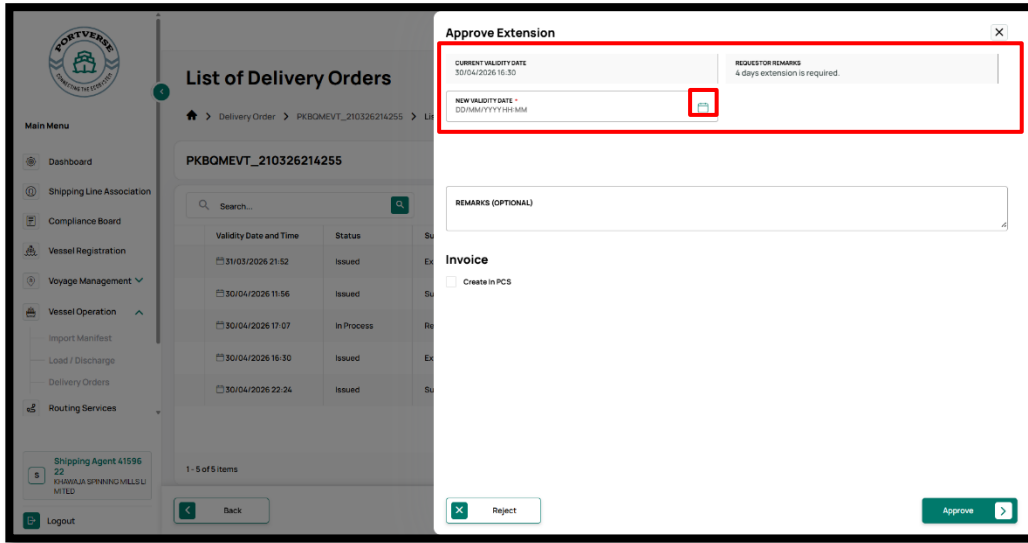 PORTVERSE
CONNECTING THE ECOSYSTEM
Main Menu
Dashboard
Shipping Line Association
Compliance Board
Vessel Registration
Voyage Management
Vessel Operation
Import Manifest
Load / Discharge
Delivery Orders
Routing Services
S
Shipping Agent 41596
22
KHAWAJA SPINNING MILLS LI
MITED
Logout
List of Delivery Orders
> Delivery Order > PKBQMEVT_210326214255 >
PKBQMEVT_210326214255
Search...
Validity Date and Time Status Su
31/03/2026 21:52 Issued Ex
30/04/2026 11:56 Issued Su
30/04/2026 17:07 In Process Re
30/04/2026 16:30 Issued Ex
30/04/2026 22:24 Issued Su
1 - 5 of 5 items
Back
Approve Extension
CURRENT VALIDITY DATE
30/04/2026 16:30
REQUESTOR REMARKS
4 days extension is required.
NEW VALIDITY DATE *
DD/MM/YYYY HH:MM
REMARKS (OPTIONAL)
Invoice
Create in PCS
Reject
Approve